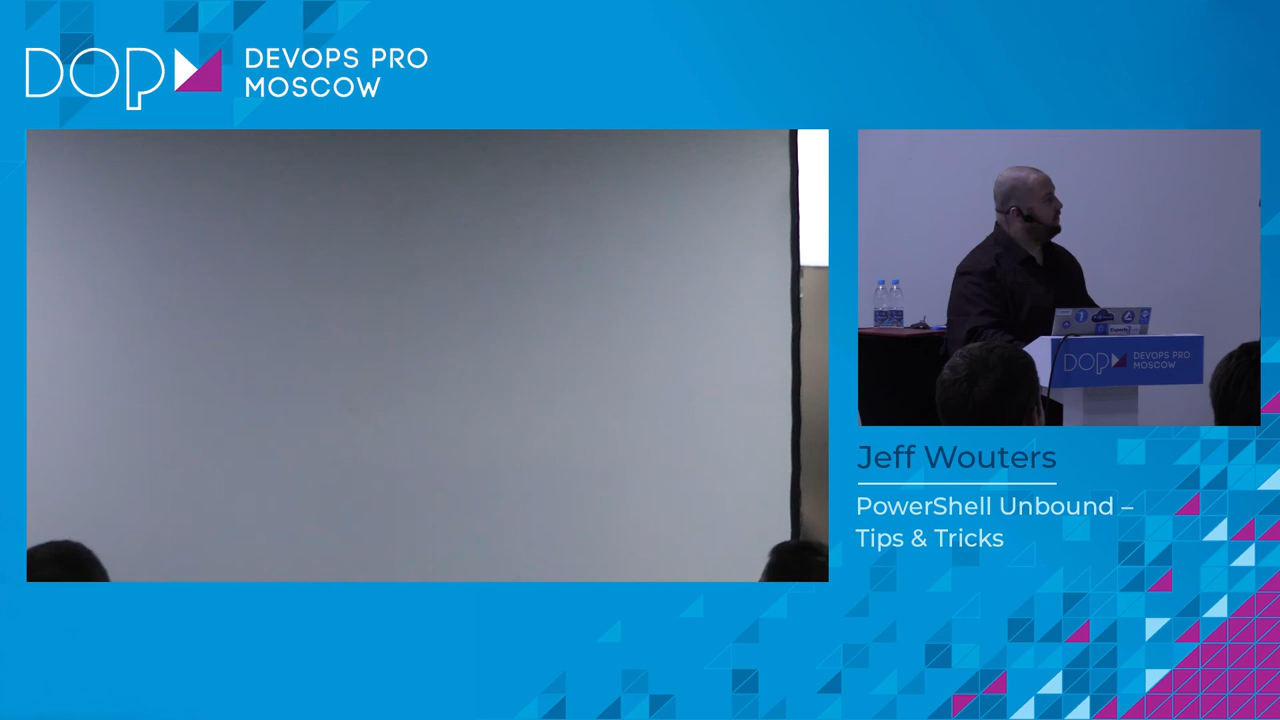 DOP
DEVOPS PRO
MOSCOW
DOP
DEVOPS PRO
MOSCOW
Jeff Wouters
PowerShell Unbound –
Tips & Tricks